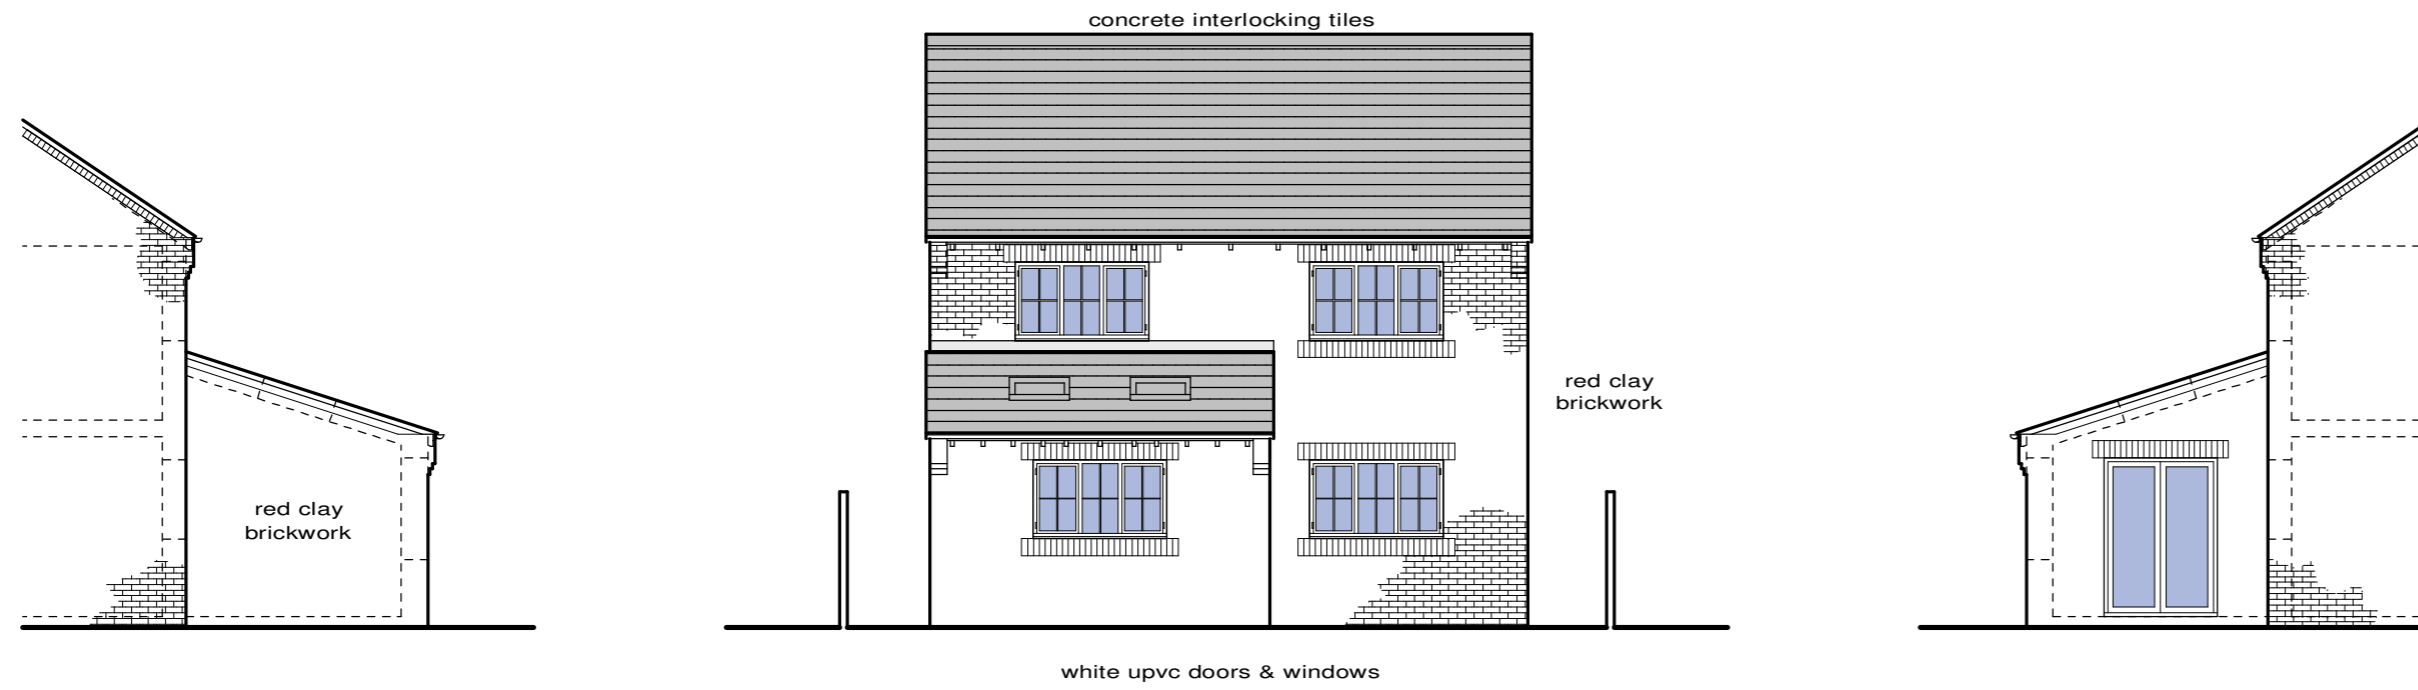 concrete interlocking tiles
red clay
brickwork
red clay
brickwork
white upvc doors & windows